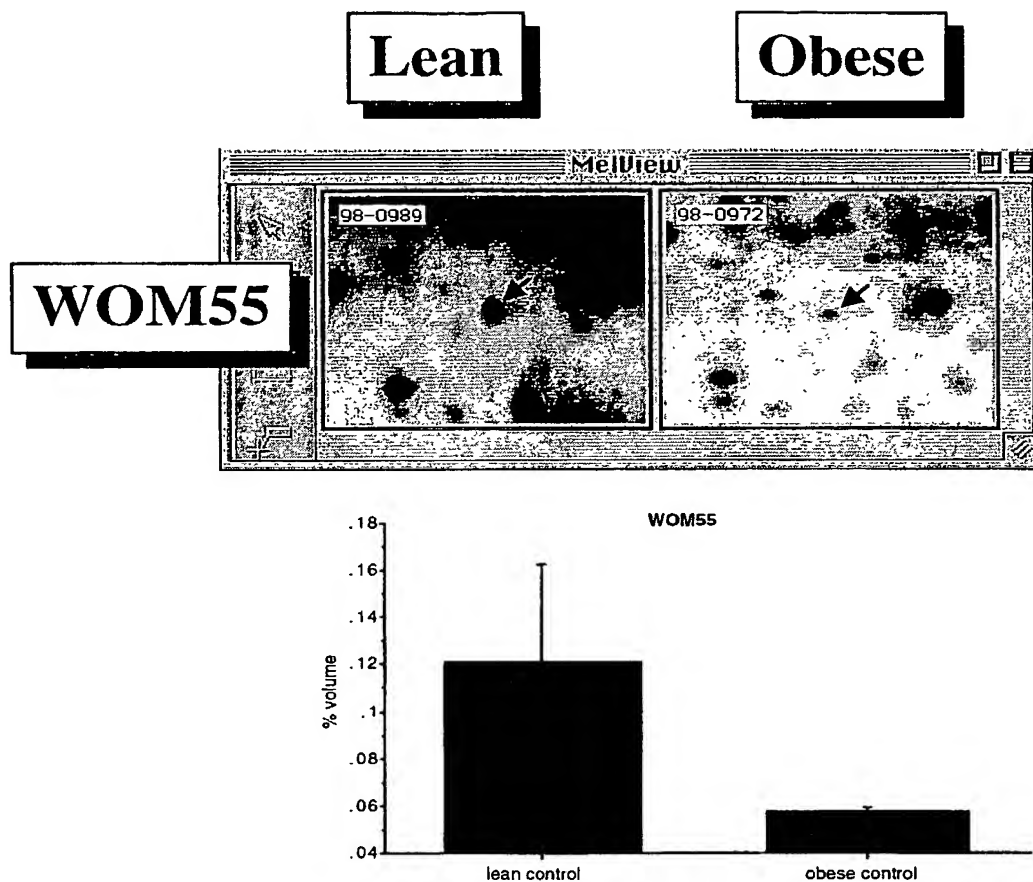 Lean
Obese
MelView
98-0989
98-0972
WOM55
WOM55
.18
.16
.14
.12
.1
.08
.06
.04
% volume
lean control
obese control